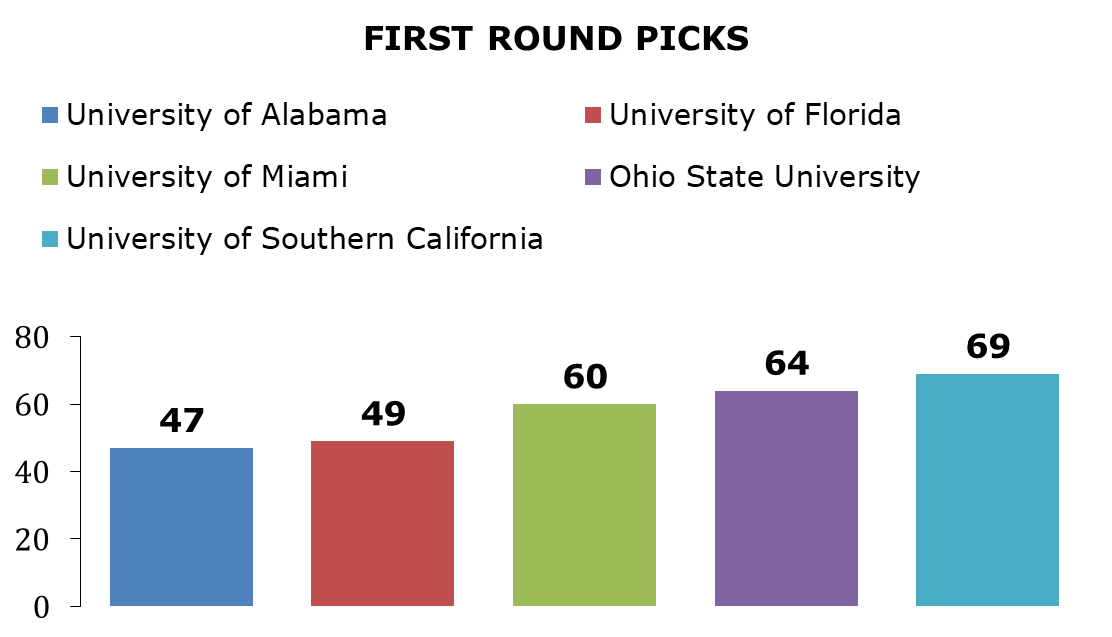 FIRST ROUND PICKS
University of Alabama
University of Florida
University of Miami
Ohio State University
University of Southern California
80
60
40
20
0
47
49
60
64
69